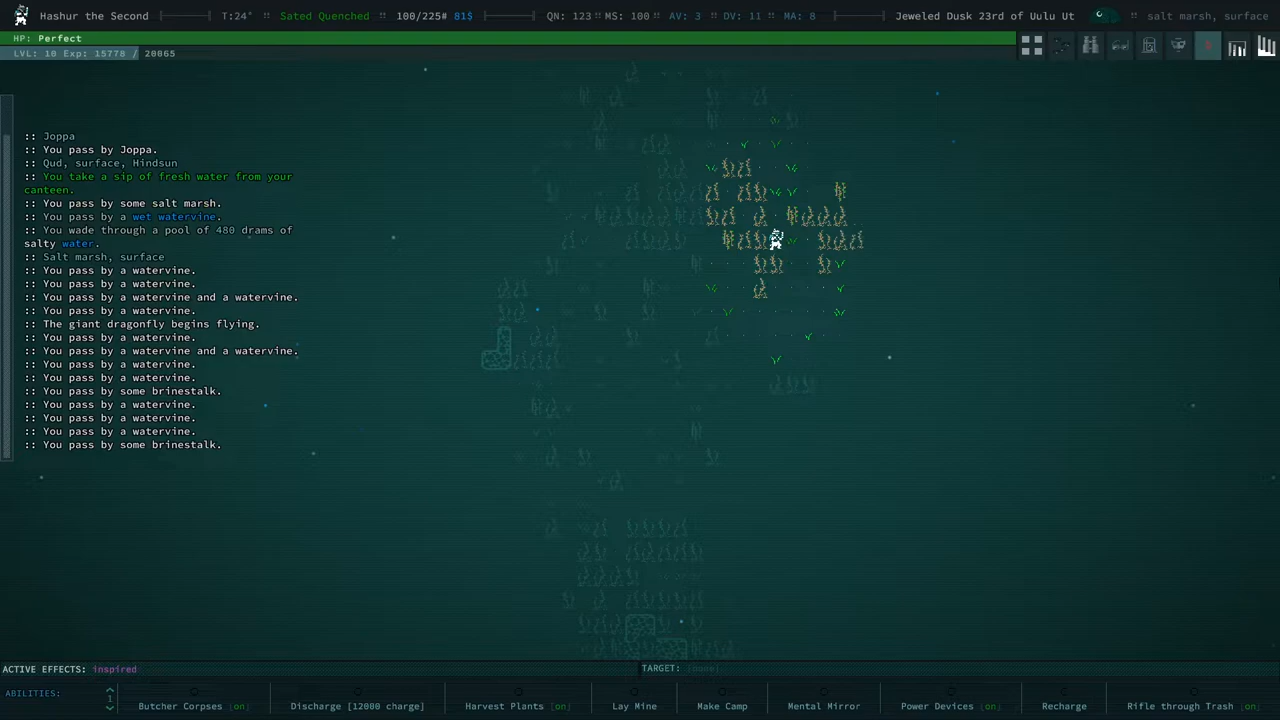 Hashur the Second T:24° Sated Quenched 100/225# 81$ QN: 123 MS: 100 AV: 3 DV: 11 MA: 8 Jeweled Dusk 23rd of Uulu Ut salt marsh, surface
HP: Perfect
LVL: 10 Exp: 15778 / 20065
:: Joppa
:: You pass by Joppa.
:: Qud, surface, Hindsun
:: You take a sip of fresh water from your
canteen.
:: You pass by some salt marsh.
:: You pass by a wet watervine.
:: You wade through a pool of 480 drams of
salty water.
:: Salt marsh, surface
:: You pass by a watervine.
:: You pass by a watervine.
:: You pass by a watervine and a watervine.
:: You pass by a watervine.
:: The giant dragonfly begins flying.
:: You pass by a watervine.
:: You pass by a watervine and a watervine.
:: You pass by a watervine.
:: You pass by a watervine.
:: You pass by some brinestalk.
:: You pass by a watervine.
:: You pass by a watervine.
:: You pass by a watervine.
:: You pass by some brinestalk.
ACTIVE EFFECTS: inspired TARGET: [none]
ABILITIES: 1 Butcher Corpses [on] Discharge [12000 charge] Harvest Plants [on] Lay Mine Make Camp Mental Mirror Power Devices [on] Recharge Rifle through Trash [on]